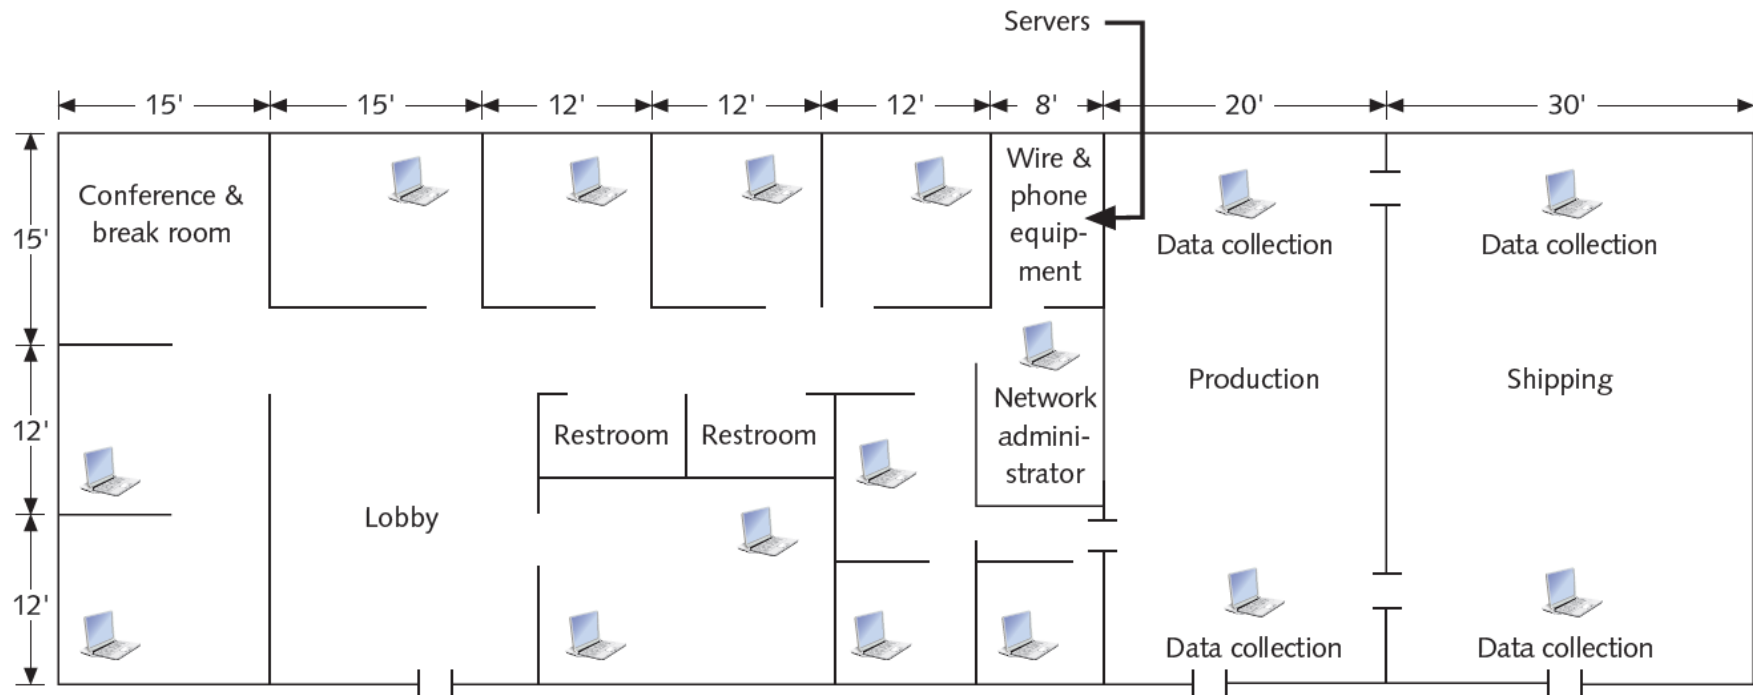 Servers
15'
15'
12'
12'
12'
8'
20'
30'
15'
12'
12'
Conference &
break room
Wire &
phone
equip-
ment
Data collection
Data collection
Network
admini-
strator
Production
Shipping
Restroom
Restroom
Lobby
Data collection
Data collection